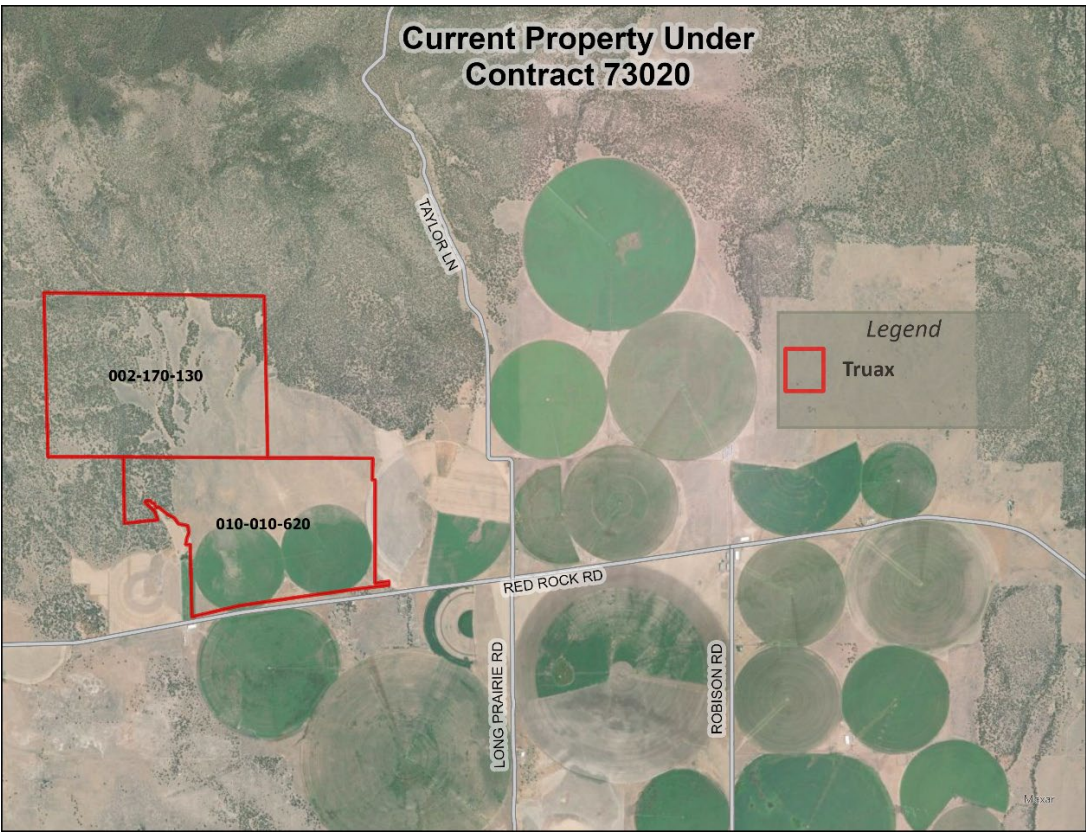 Current Property Under
Contract 73020
TAYLOR LN
Legend
Truax
002-170-130
010-010-620
RED ROCK RD
LONG PRAIRIE RD
ROBISON RD
Maxar